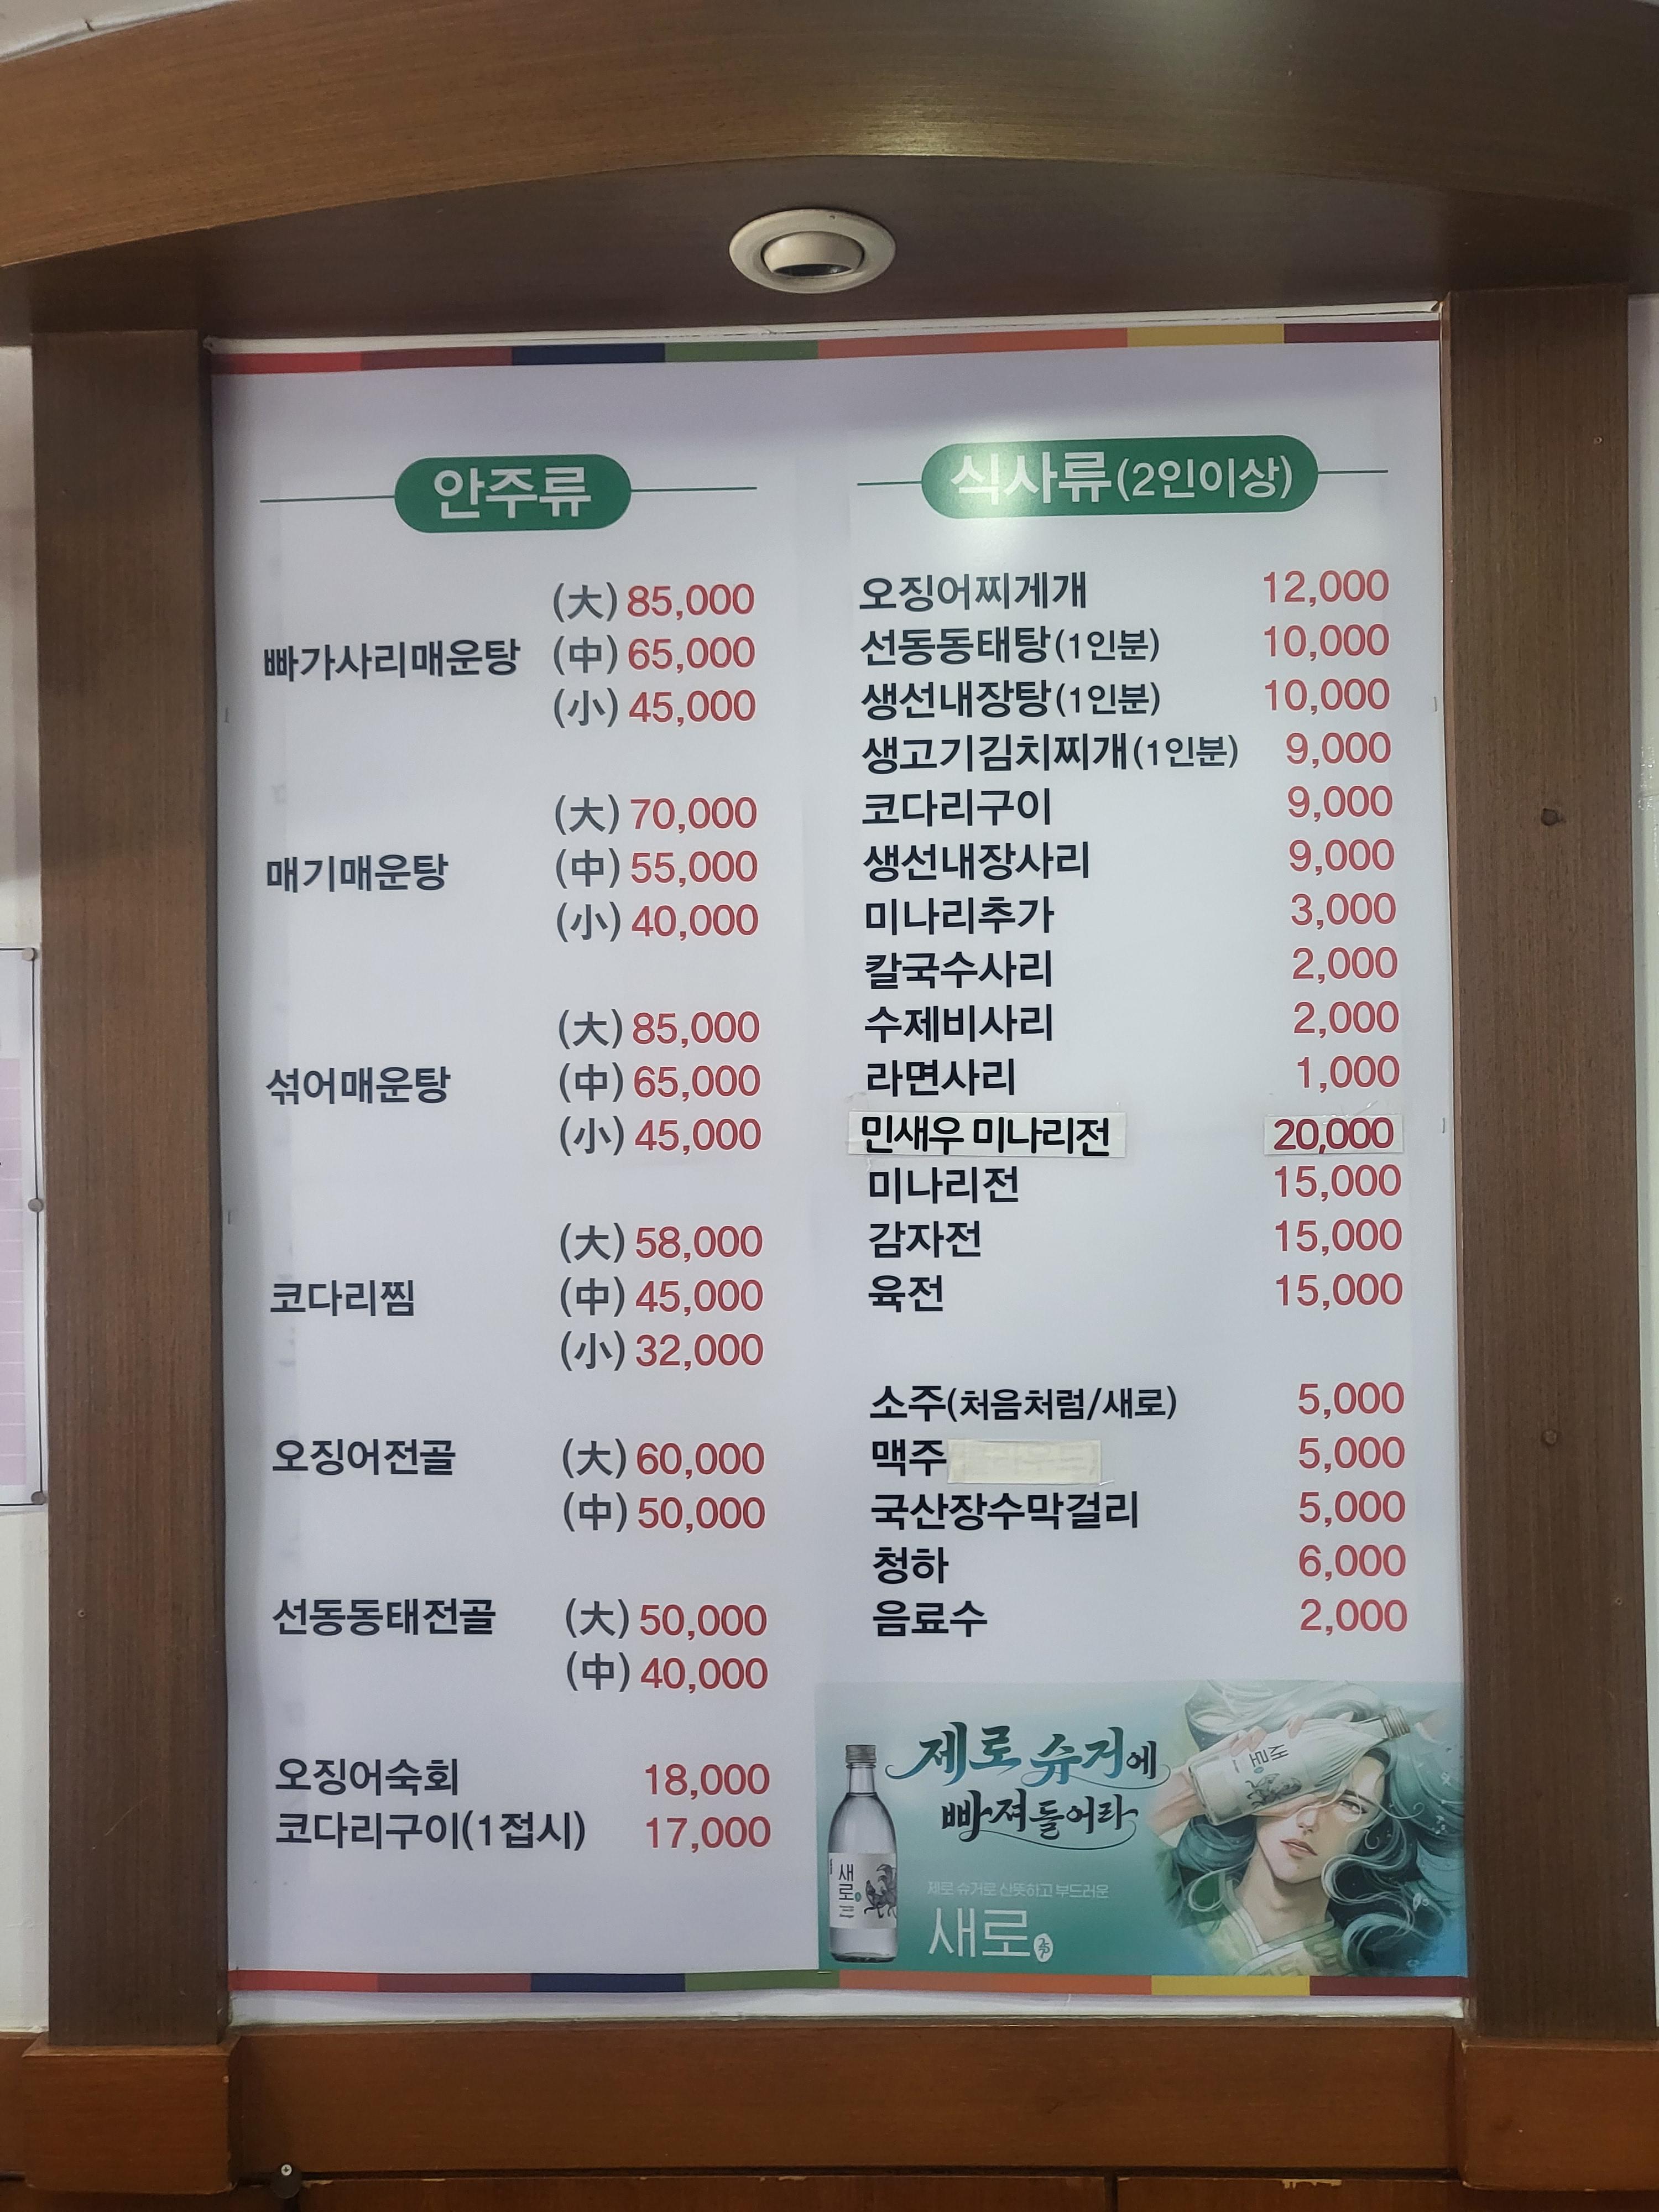 안주류
빠가사리매운탕
(大) 85,000
(中) 65,000
(小) 45,000
매기매운탕
(大) 70,000
(中) 55,000
(小) 40,000
섞어매운탕
(大) 85,000
(中) 65,000
(小) 45,000
코다리찜
(大) 58,000
(中) 45,000
(小) 32,000
오징어전골 (大) 60,000
(中) 50,000
선동동태전골 (大) 50,000
(中) 40,000
오징어숙회 18,000
코다리구이(1접시) 17,000
식사류(2인이상)
오징어찌게개 12,000
선동동태탕(1인분) 10,000
생선내장탕(1인분) 10,000
생고기김치찌개(1인분) 9,000
코다리구이 9,000
생선내장사리 9,000
미나리추가 3,000
칼국수사리 2,000
수제비사리 2,000
라면사리 1,000
민새우 미나리전 20,000
미나리전 15,000
감자전 15,000
육전 15,000
소주(처음처럼/새로) 5,000
맥주 5,000
국산장수막걸리 5,000
청하 6,000
음료수 2,000
제로 슈거에
빠져들어라
제로 슈거로 산뜻하고 부드러운
새로
새로
새로